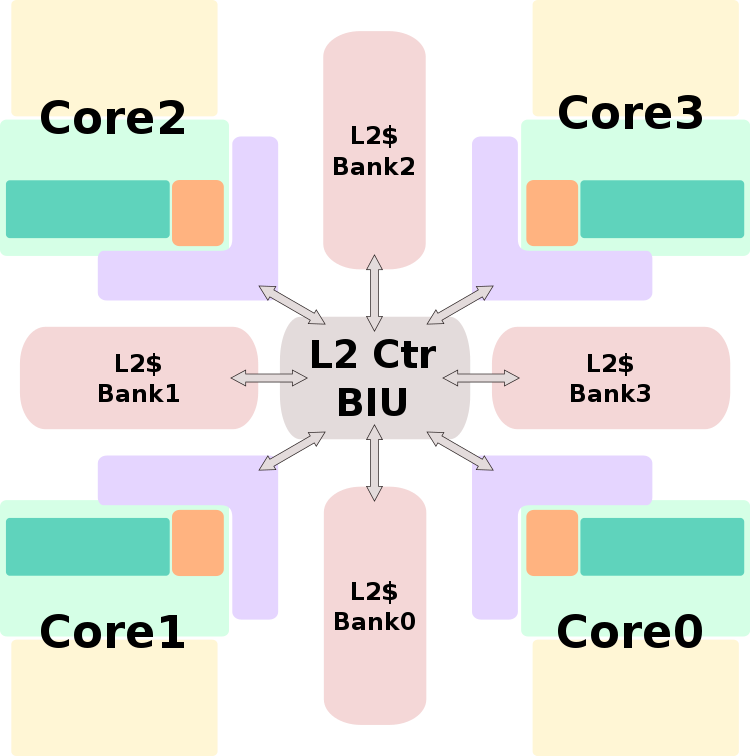 Core2
Core3
L2$
Bank2
L2$
Bank1
L2 Ctr
BIU
L2$
Bank3
L2$
Bank0
Core1
Core0